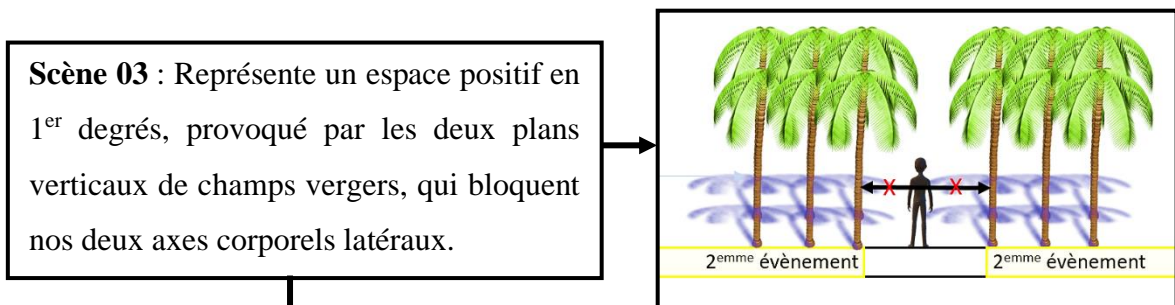 Scène 03 : Représente un espace positif en
1er degrés, provoqué par les deux plans
verticaux de champs vergers, qui bloquent
nos deux axes corporels latéraux.
X X
2emme évènement 2emme évènement